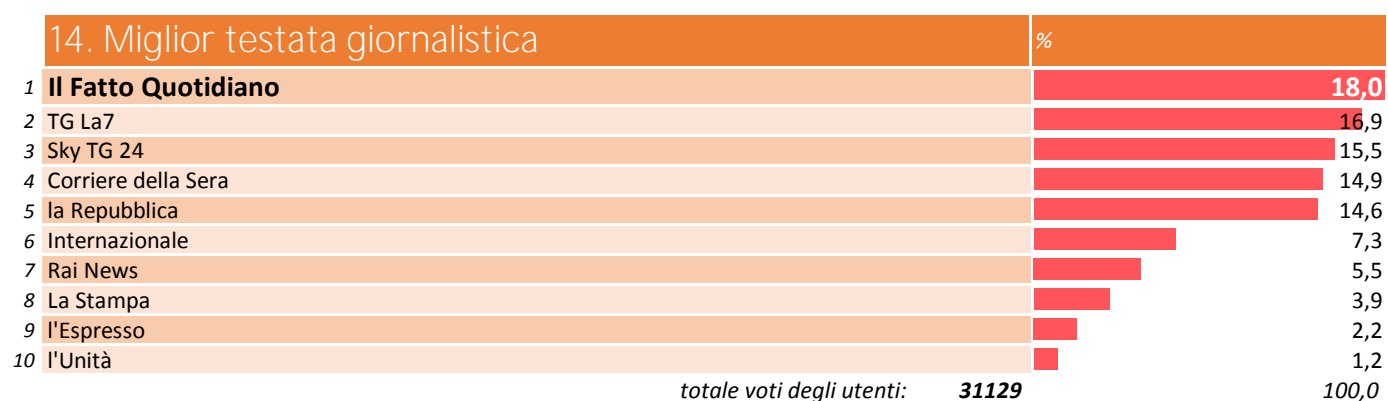 14. Miglior testata giornalistica %
1 Il Fatto Quotidiano 18,0
2 TG La7 16,9
3 Sky TG 24 15,5
4 Corriere della Sera 14,9
5 la Repubblica 14,6
6 Internazionale 7,3
7 Rai News 5,5
8 La Stampa 3,9
9 l'Espresso 2,2
10 l'Unità 1,2
totale voti degli utenti: 31129 100,0